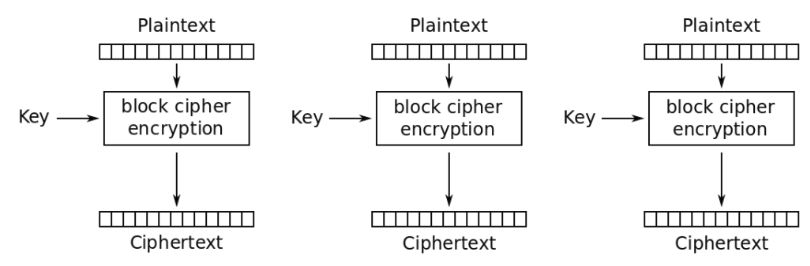 Plaintext
Plaintext
Plaintext
Key
block cipher
encryption
Key
block cipher
encryption
Key
block cipher
encryption
Ciphertext
Ciphertext
Ciphertext